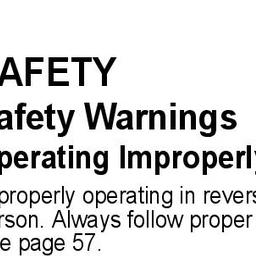 AFETY
afety Warnings
perating Improperly
properly operating in revers
rson. Always follow proper
e page 57.